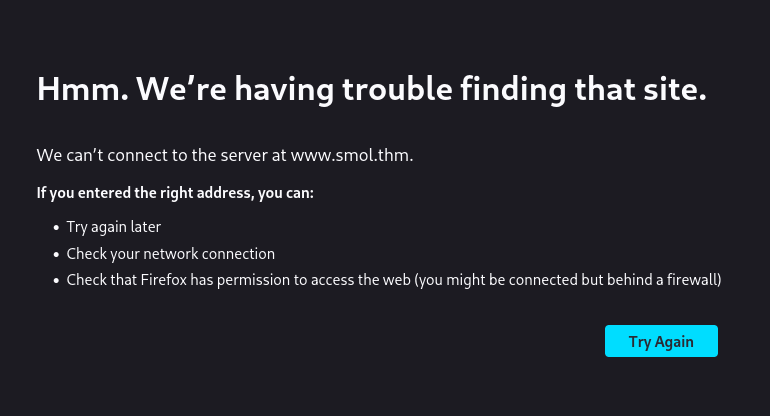 Hmm. We’re having trouble finding that site.
We can’t connect to the server at www.smol.thm.
If you entered the right address, you can:
• Try again later
• Check your network connection
• Check that Firefox has permission to access the web (you might be connected but behind a firewall)
Try Again